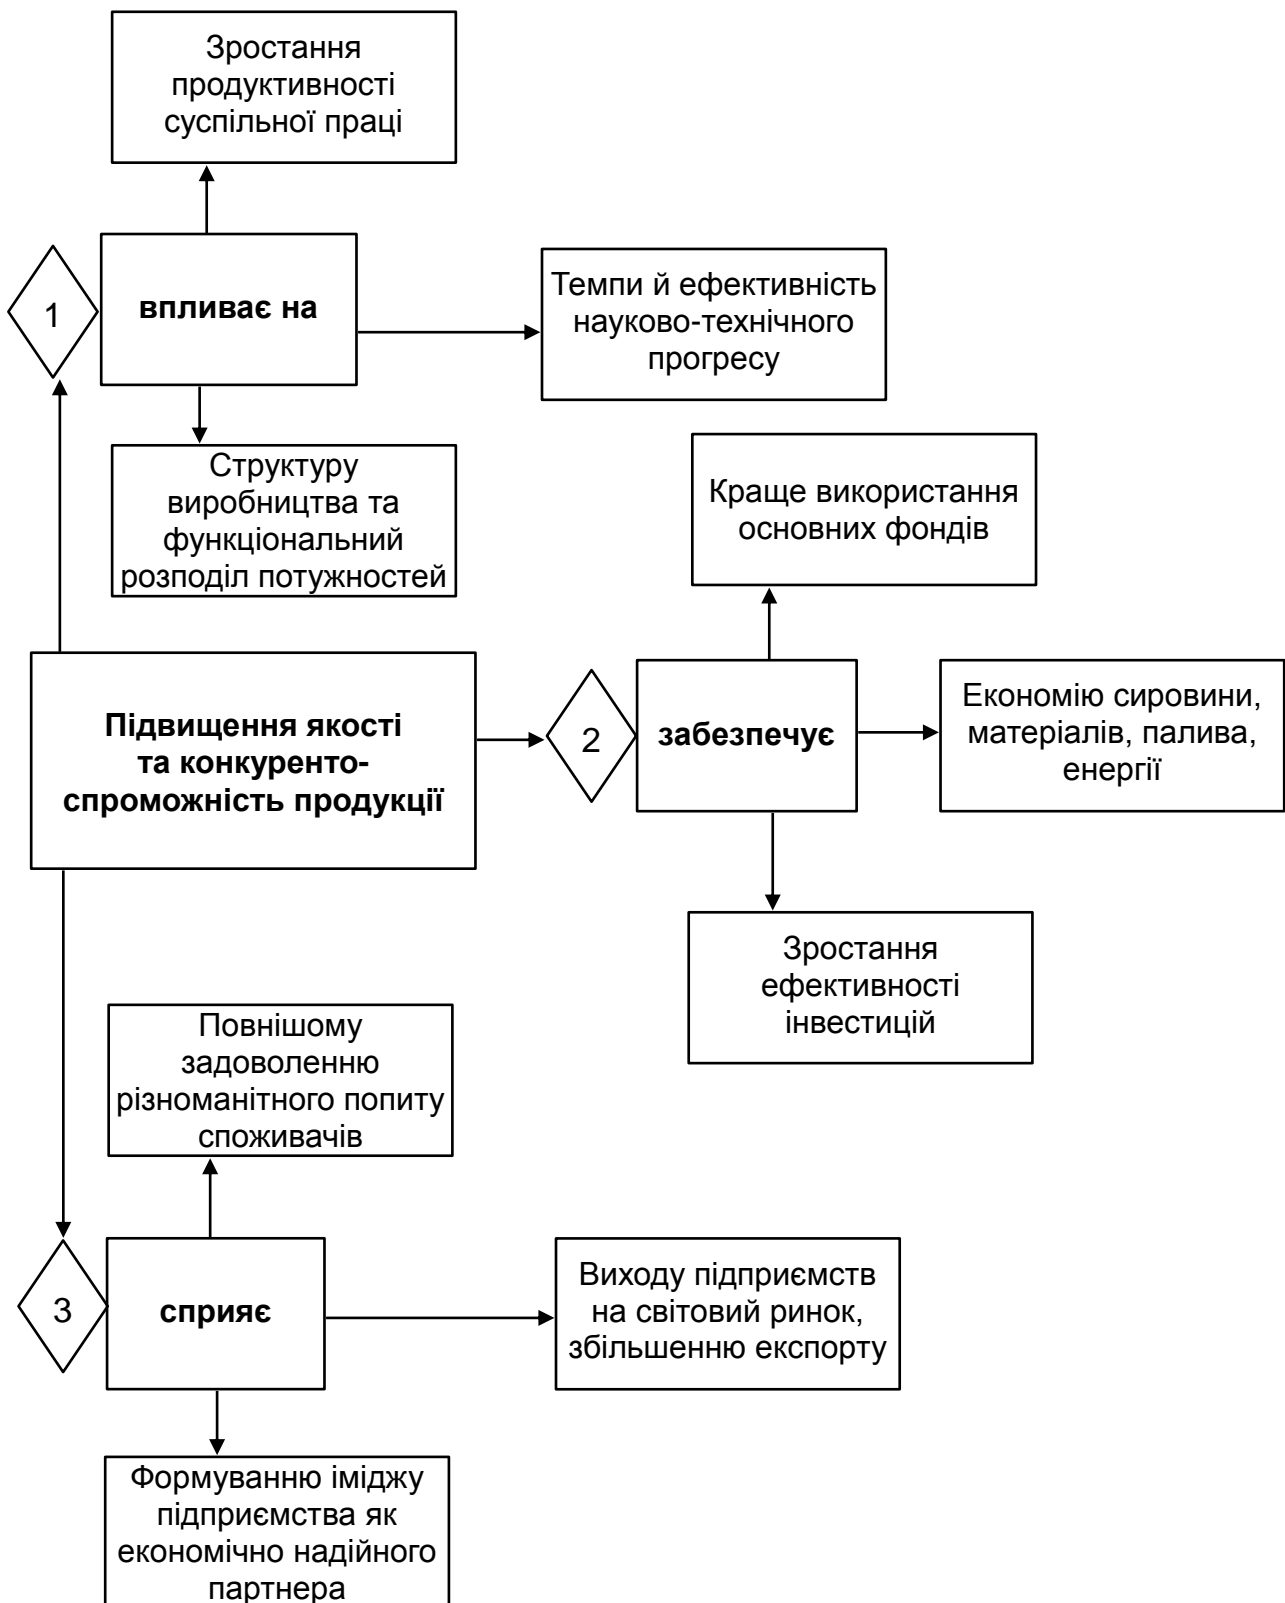 Зростання
продуктивності
суспільної праці
1
впливає на
Темпи й ефективність
науково-технічного
прогресу
Структуру
виробництва та
функціональний
розподіл потужностей
Краще використання
основних фондів
Підвищення якості
та конкуренто-
спроможність продукції
2
забезпечує
Економію сировини,
матеріалів, палива,
енергії
Зростання
ефективності
інвестицій
Повнішому
задоволенню
різноманітного попиту
споживачів
3
сприяє
Виходу підприємств
на світовий ринок,
збільшенню експорту
Формуванню іміджу
підприємства як
економічно надійного
партнера